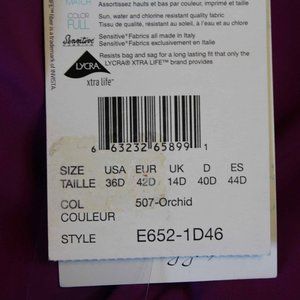 Assortissez hauts et bas par couleur, imprimé et taille
COLOR Sun, water and chlorine resistant quality fabric
FULL Tissu de qualité, resistant au soleil, a l'eau et au chlore
Sensitive Sensitive® Fabrics all made in Italy
Sensitive® Fabrics exclusivement en Italie
Resists bag and sag for a long lasting fit that only the
LYCRA LYCRA® XTRA LIFE™ brand provides
xtra life™
6 63232 65899 1
SIZE USA EUR UK D ES
TAILLE 36D 42D 14D 40D 44D
COL 507-Orchid
COULEUR
STYLE E652-1D46